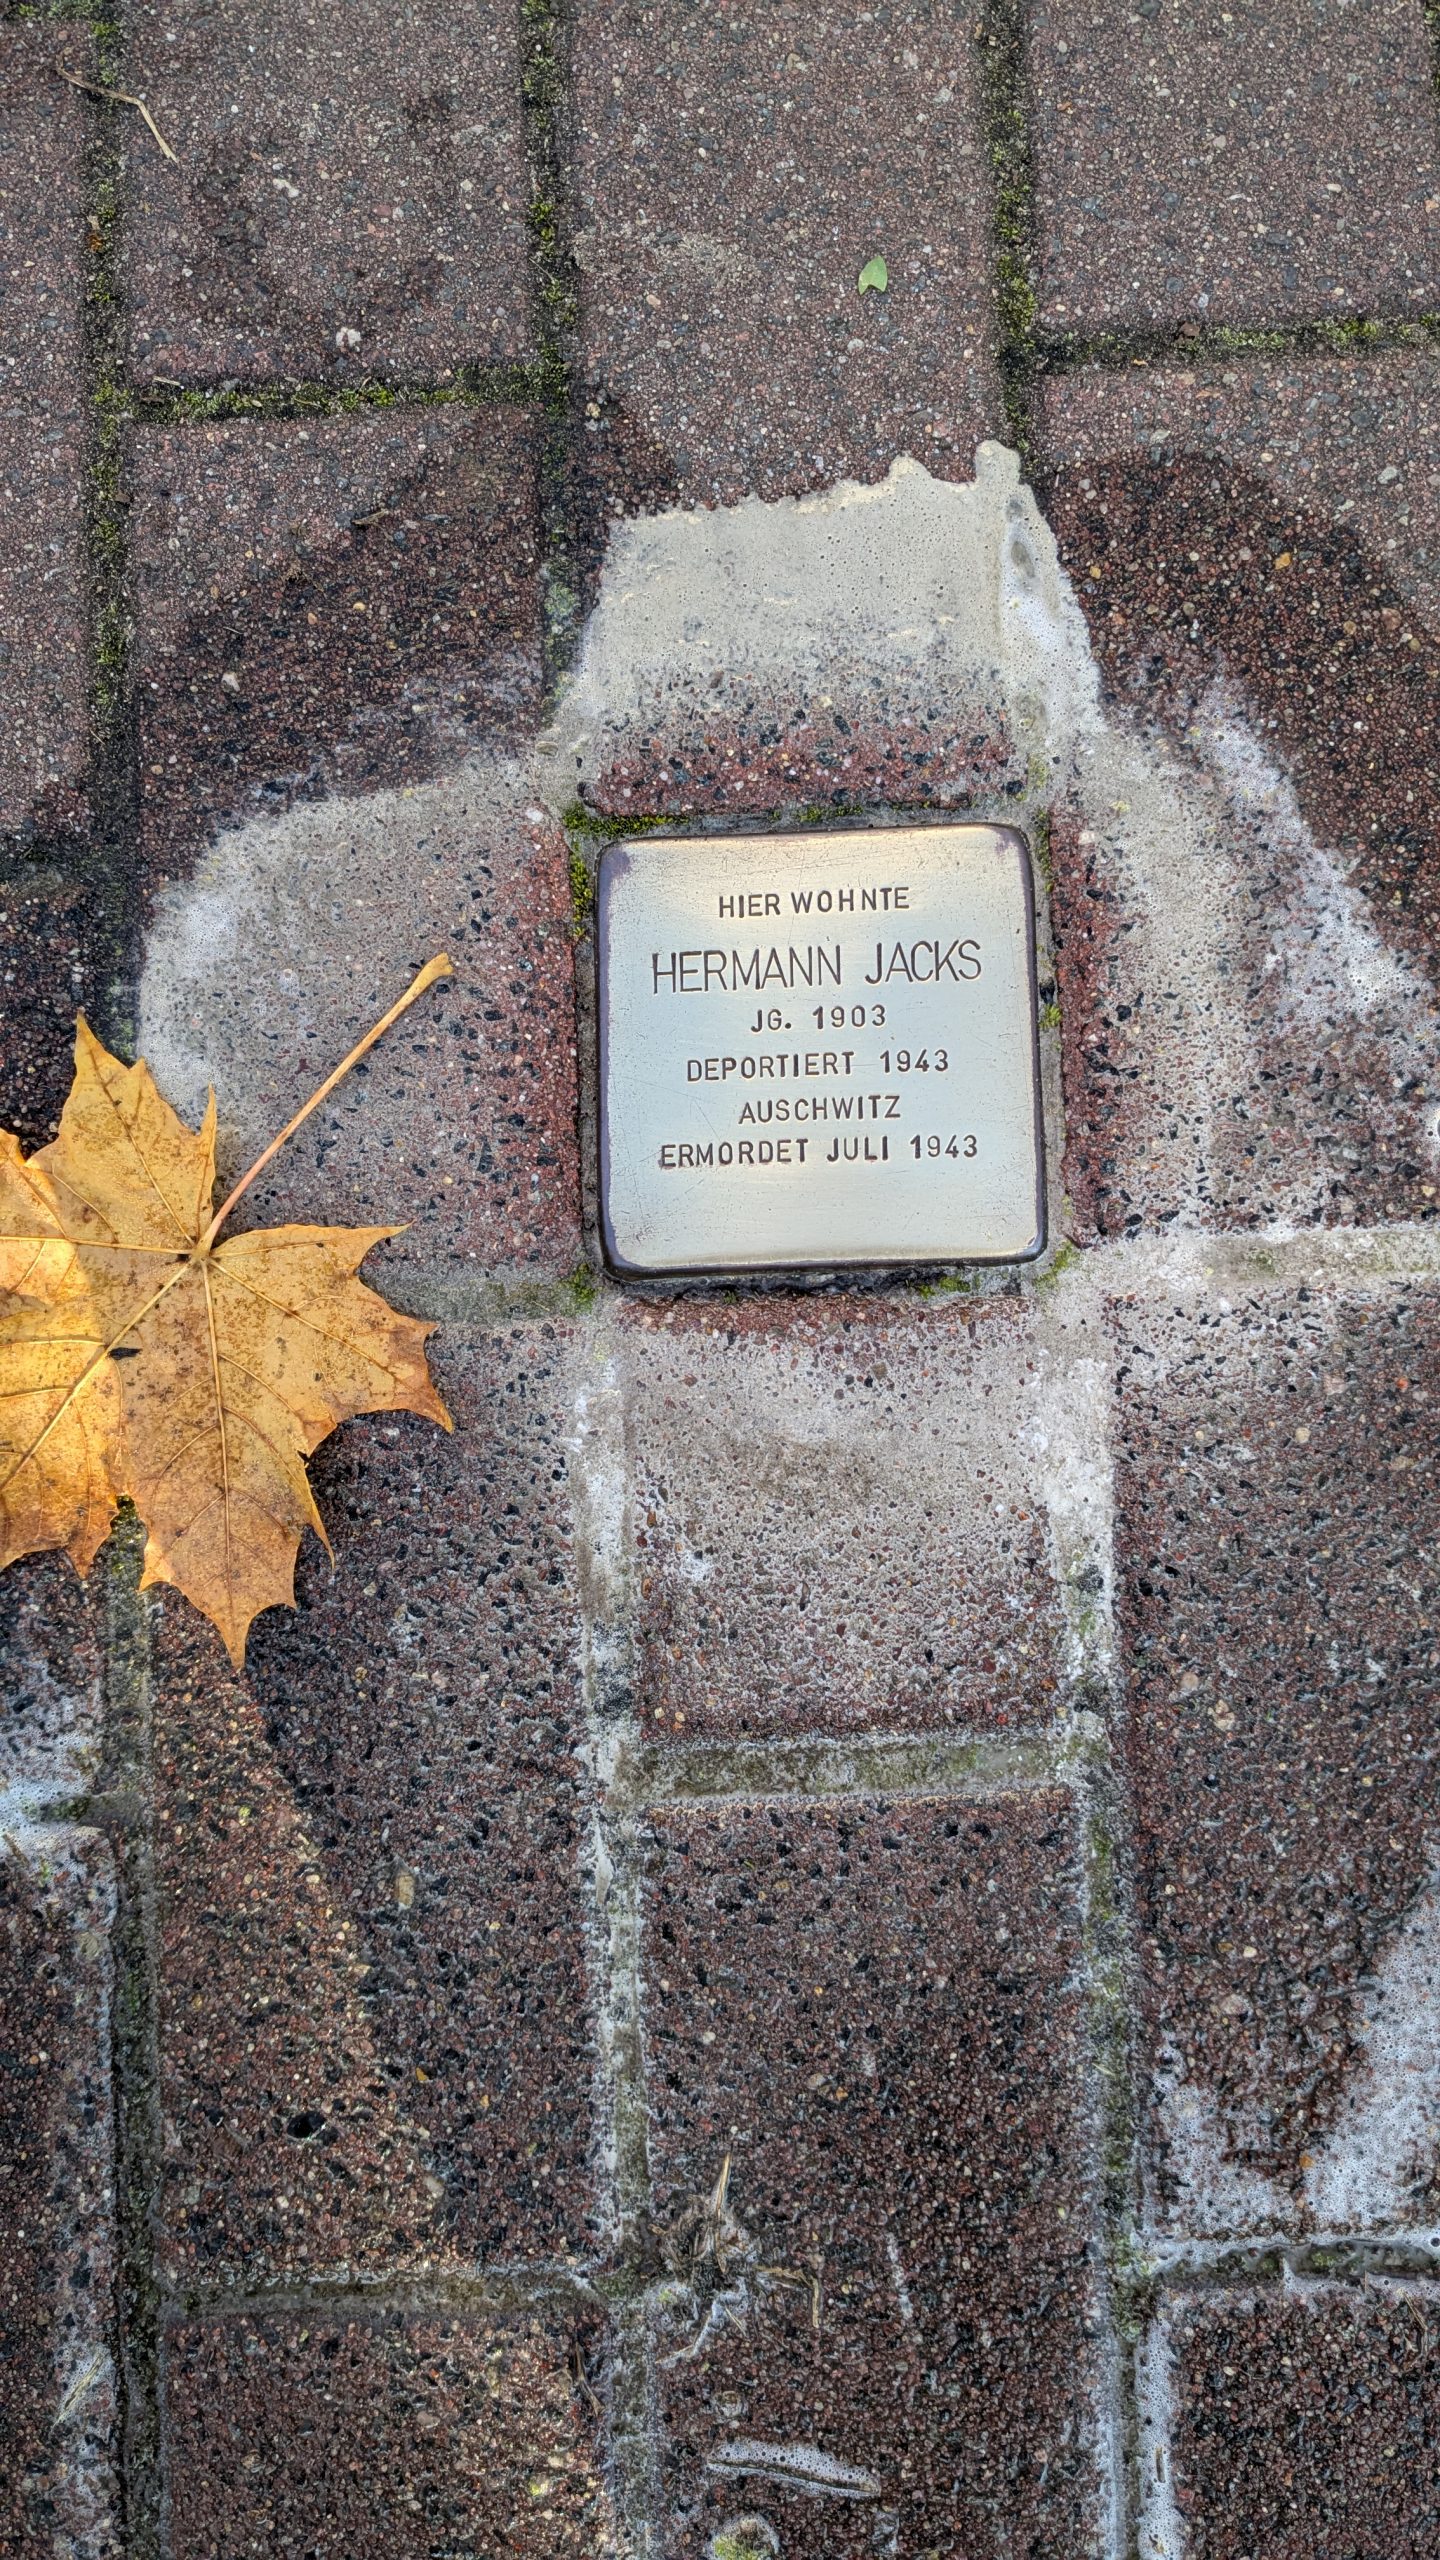 HIER WOHNTE
HERMANN JACKS
JG. 1903
DEPORTIERT 1943
AUSCHWITZ
ERMORDET JULI 1943